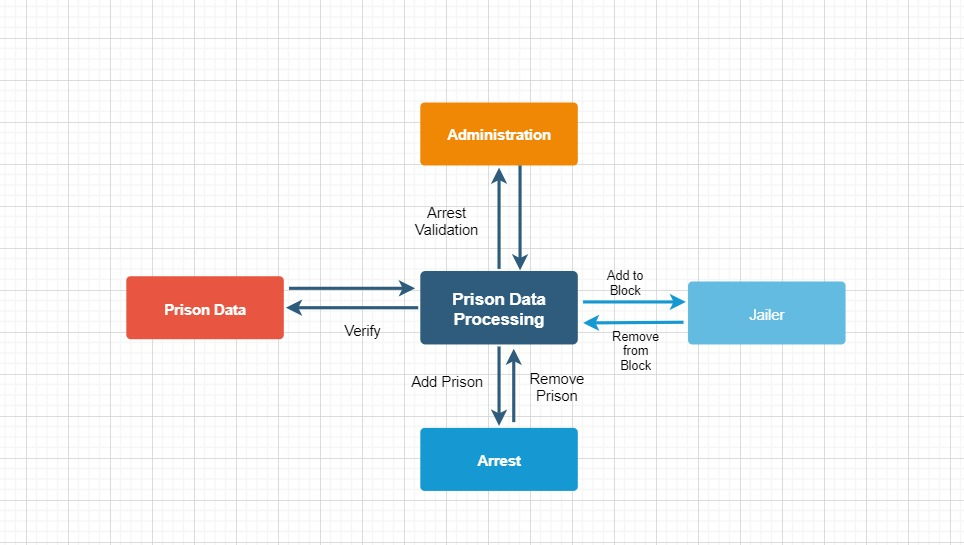 Administration
Arrest
Validation
Prison Data
Verify
Prison Data
Processing
Add to
Block
Remove
from
Block
Jailer
Add Prison
Remove
Prison
Arrest